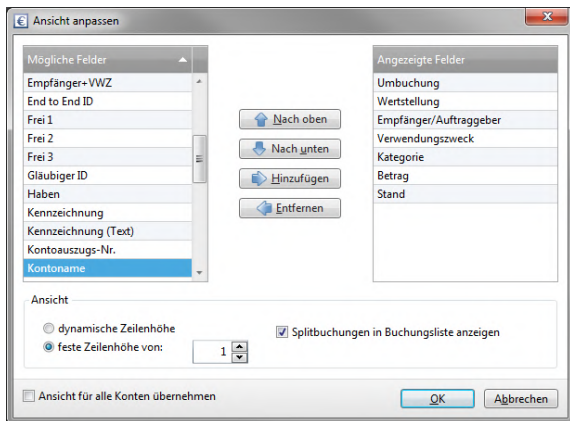 Ansicht anpassen
Mögliche Felder
Empfänger+VWZ
End to End ID
Frei 1
Frei 2
Frei 3
Gläubiger ID
Haben
Kennzeichnung
Kennzeichnung (Text)
Kontoauszugs-Nr.
Kontoname
Nach oben
Nach unten
Hinzufügen
Entfernen
Angezeigte Felder
Umbuchung
Wertstellung
Empfänger/Auftraggeber
Verwendungszweck
Kategorie
Betrag
Stand
Ansicht
dynamische Zeilenhöhe
feste Zeilenhöhe von: 1
Splitbuchungen in Buchungsliste anzeigen
Ansicht für alle Konten übernehmen
OK
Abbrechen